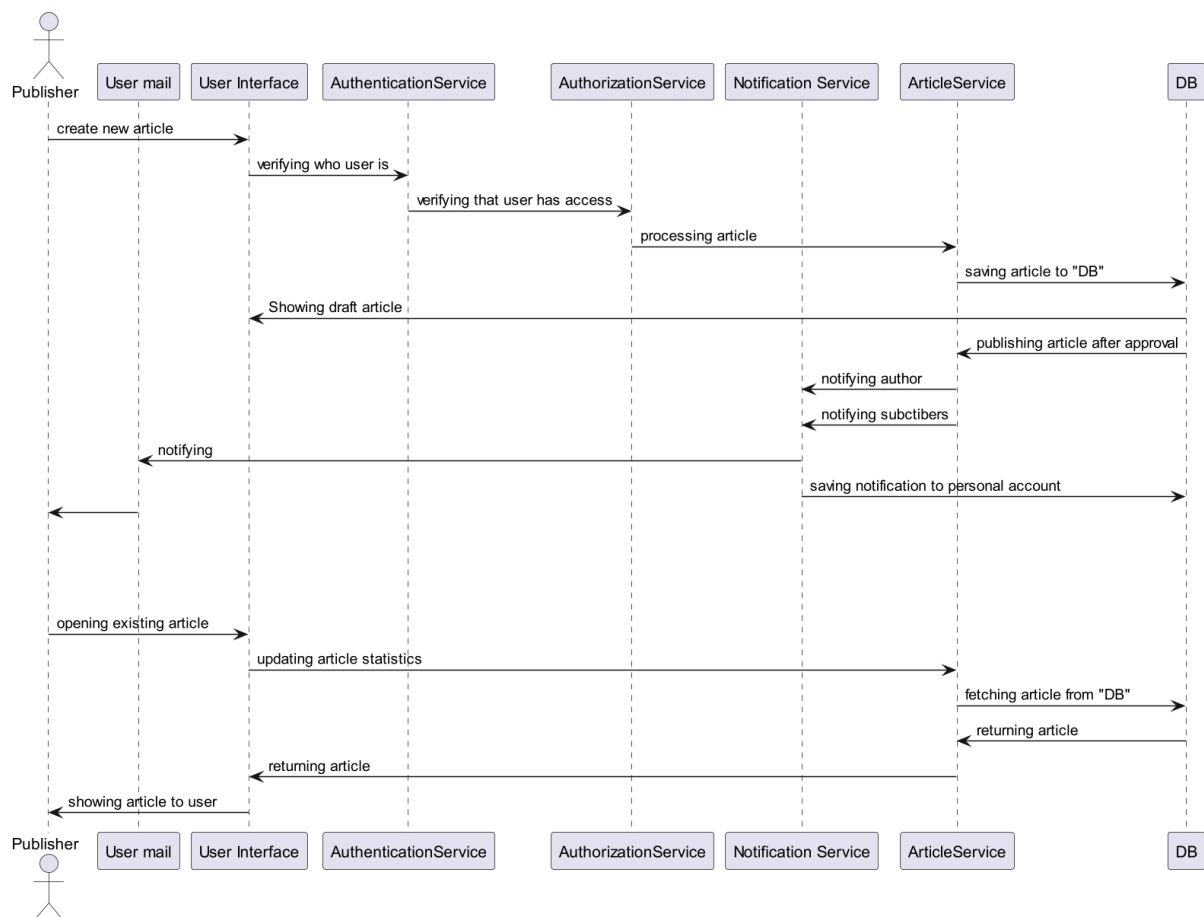 Publisher
User mail
User Interface
AuthenticationService
AuthorizationService
Notification Service
ArticleService
DB
create new article
verifying who user is
verifying that user has access
processing article
saving article to "DB"
Showing draft article
publishing article after approval
notifying author
notifying subctibers
notifying
saving notification to personal account
opening existing article
updating article statistics
fetching article from "DB"
returning article
returning article
showing article to user
Publisher
User mail
User Interface
AuthenticationService
AuthorizationService
Notification Service
ArticleService
DB